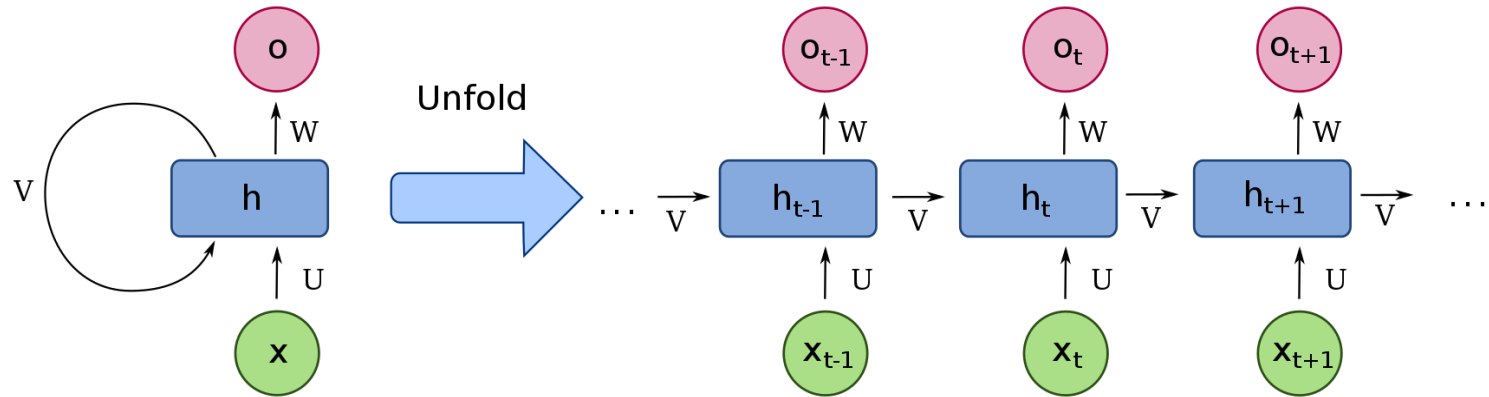 o
W
V
h
U
x
Unfold
...
V
o_{t-1}
W
h_{t-1}
U
x_{t-1}
V
o_t
W
h_t
U
x_t
V
o_{t+1}
W
h_{t+1}
U
x_{t+1}
V
...